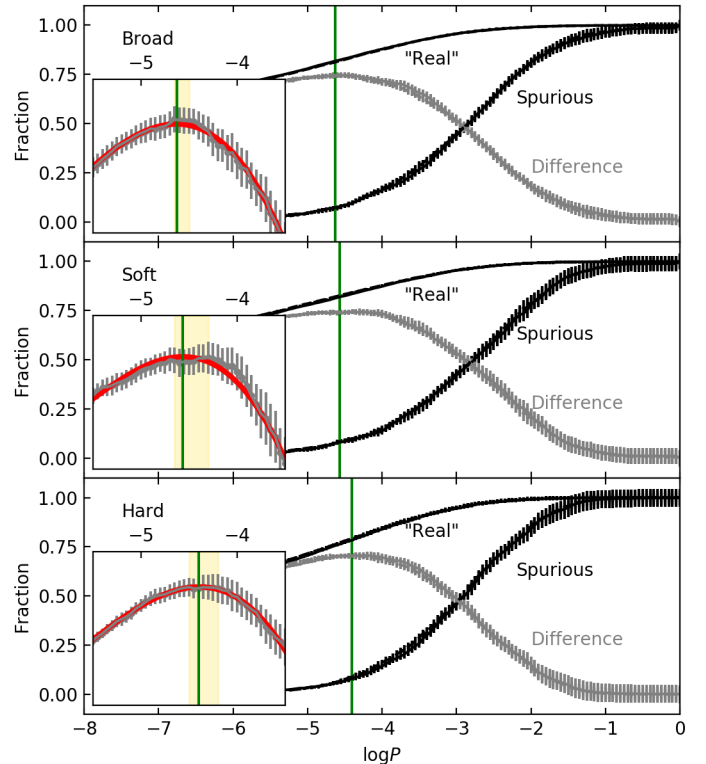 1.00
Broad
−5 −4
"Real"
0.75
Spurious
Fraction
0.50
0.25
Difference
0.00
1.00
Soft
−5 −4
"Real"
0.75
Spurious
Fraction
0.50
0.25
Difference
0.00
1.00
Hard
−5 −4
"Real"
0.75
Spurious
Fraction
0.50
0.25
Difference
0.00
−8 −7 −6 −5 −4 −3 −2 −1 0
logP